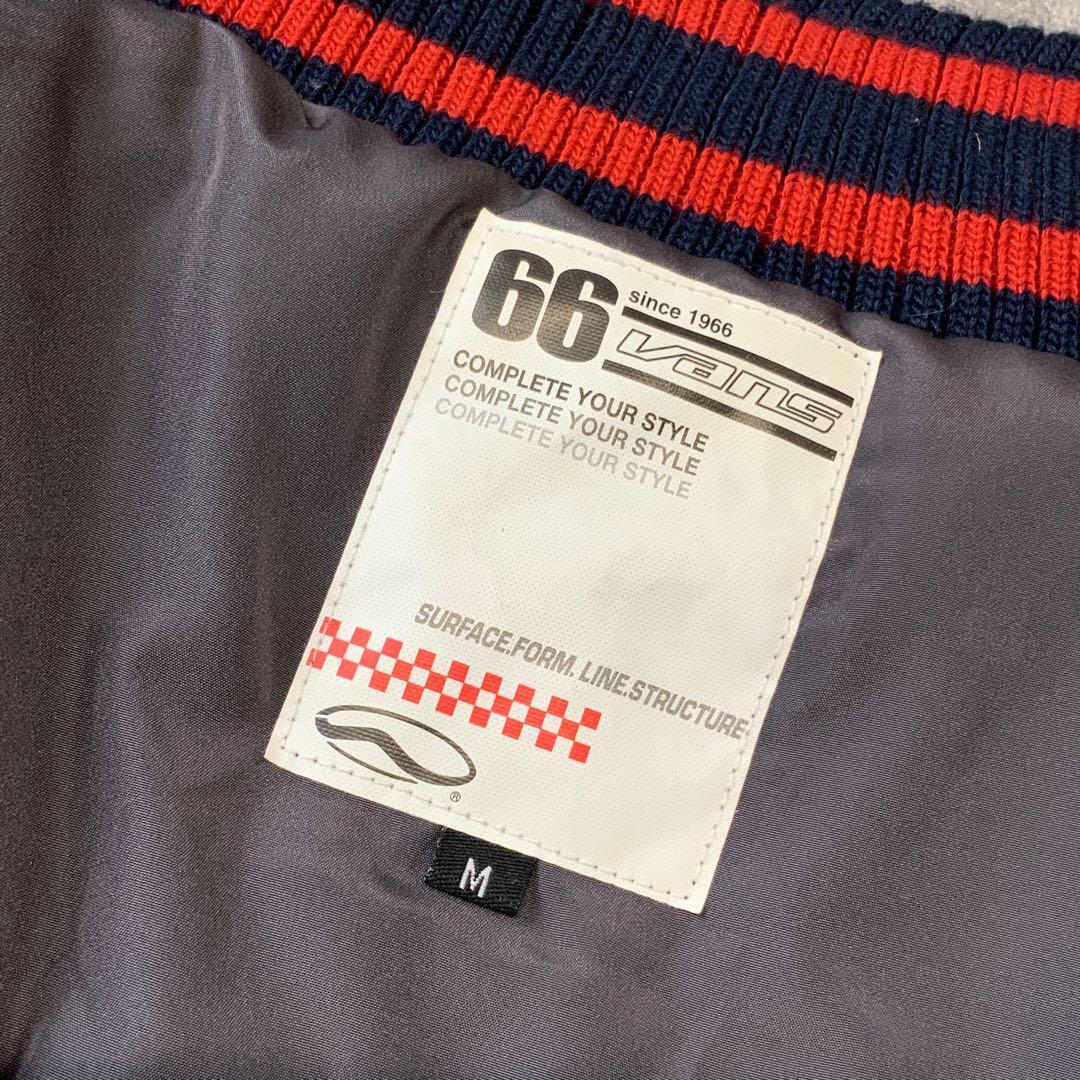 66
since 1966
VANS
COMPLETE YOUR STYLE
COMPLETE YOUR STYLE
COMPLETE YOUR STYLE
SURFACE.FORM. LINE.STRUCTURE
®
M